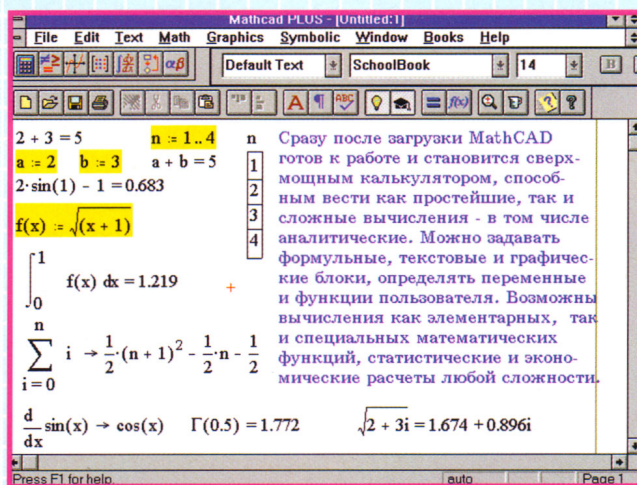 Mathcad PLUS - [Untitled:1]
File Edit Text Math Graphics Symbolic Window Books Help
Default Text SchoolBook 14 B
2 + 3 = 5 n := 1..4 n
a := 2 b := 3 a + b = 5
2·sin(1) - 1 = 0.683
f(x) := √(x + 1)
∫₀¹ f(x) dx = 1.219
n
∑ i → 1/2·(n + 1)² - 1/2·n - 1/2
i = 0
d/dx sin(x) → cos(x) Γ(0.5) = 1.772 √2 + 3i = 1.674 + 0.896i
1
2
3
4
Сразу после загрузки MathCAD
готов к работе и становится сверх-
мощным калькулятором, способ-
ным вести как простейшие, так и
сложные вычисления - в том числе
аналитические. Можно задавать
формульные, текстовые и графичес-
кие блоки, определять переменные
и функции пользователя. Возможны
вычисления как элементарных, так
и специальных математических
функций, статистические и эконо-
мические расчеты любой сложности.
Press F1 for help. auto Page 1